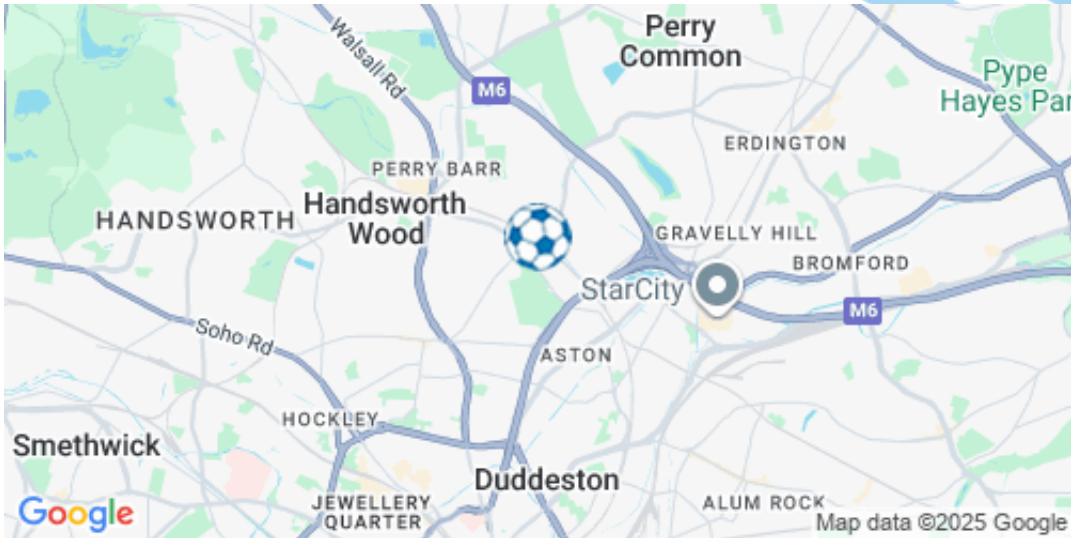 Perry
Common
Walsall Rd
M6
Pype
Hayes Par
ERDINGTON
PERRY BARR
Handsworth
Wood
HANDSWORTH
GRAVELLY HILL
BROMFORD
StarCity
M6
Soho Rd
ASTON
HOCKLEY
Smethwick
Duddeston
JEWELLERY
QUARTER
ALUM ROCK
Google
Map data ©2025 Google